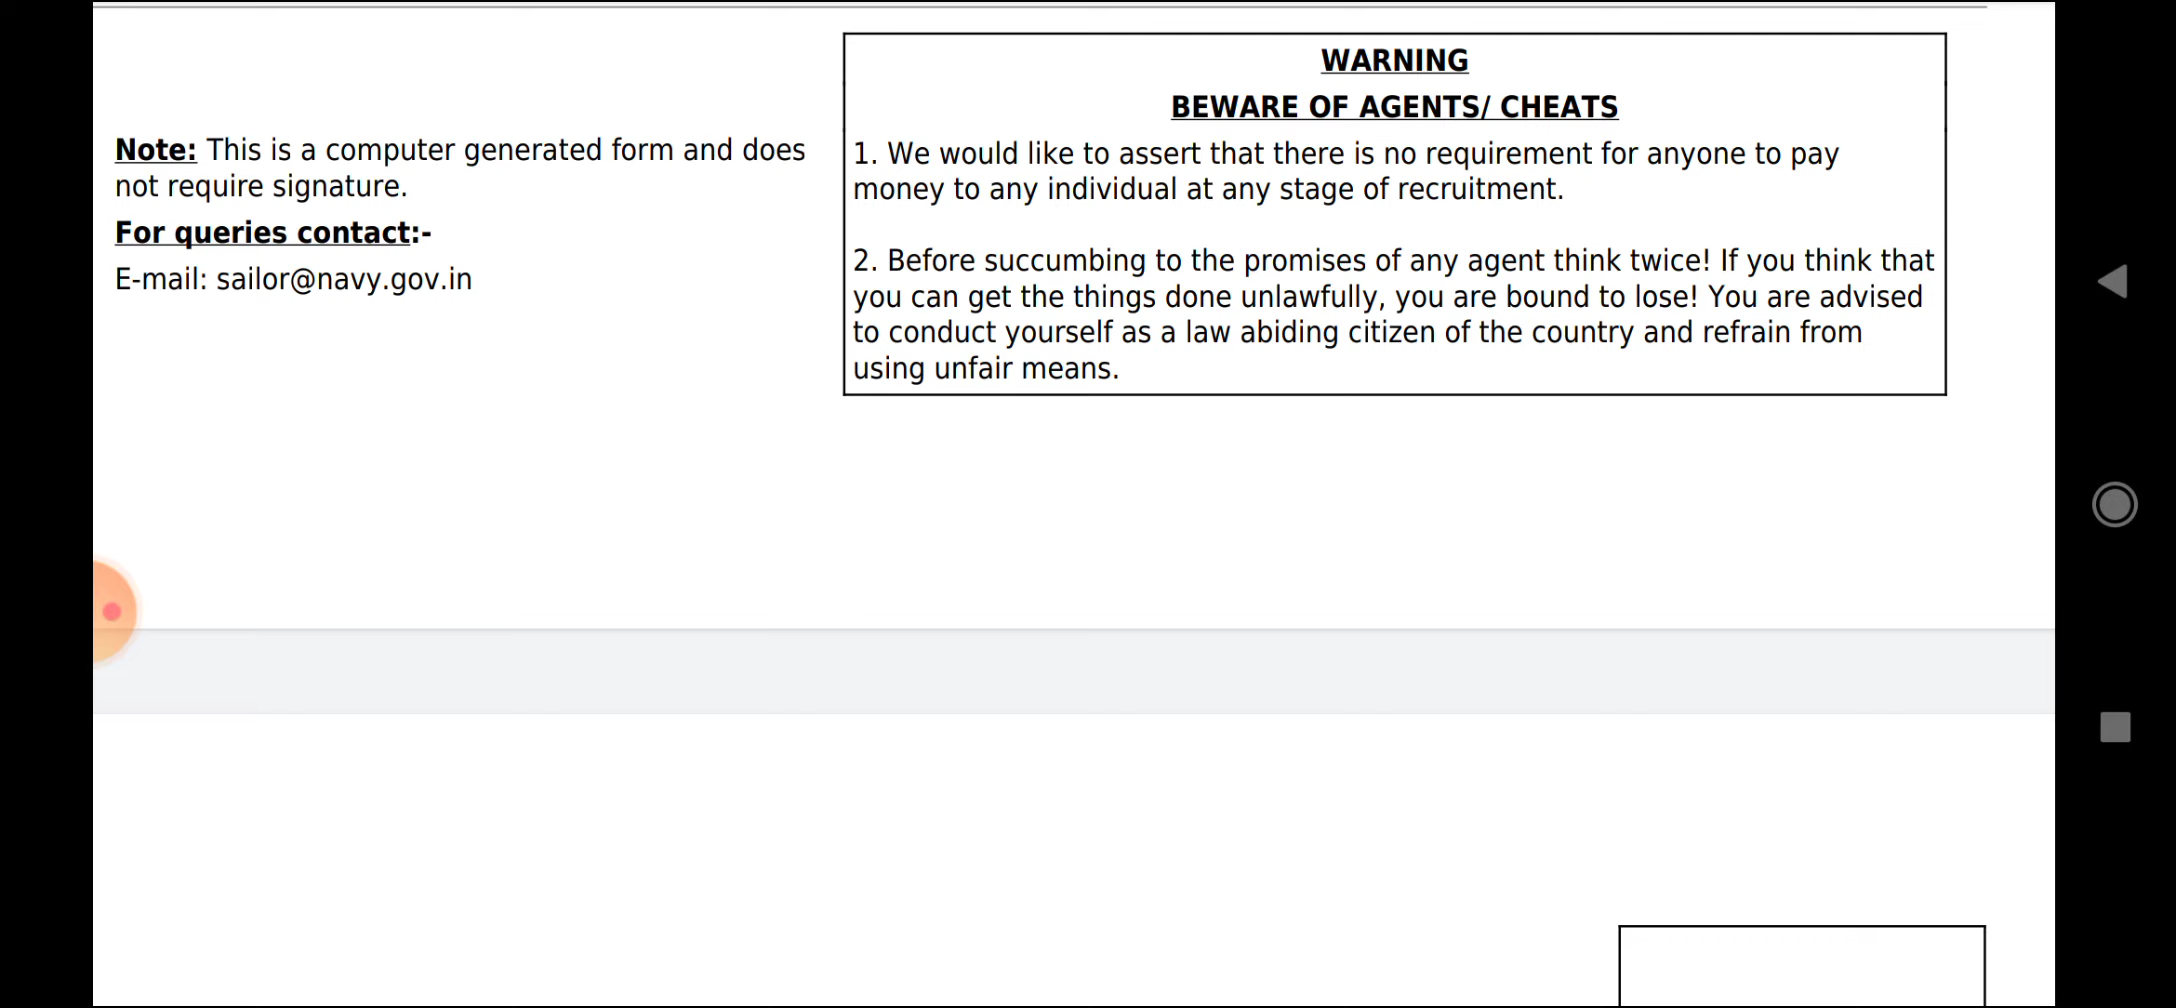 Note: This is a computer generated form and does
not require signature.
For queries contact:-
E-mail: sailor@navy.gov.in
WARNING
BEWARE OF AGENTS/ CHEATS
1. We would like to assert that there is no requirement for anyone to pay
money to any individual at any stage of recruitment.
2. Before succumbing to the promises of any agent think twice! If you think that
you can get the things done unlawfully, you are bound to lose! You are advised
to conduct yourself as a law abiding citizen of the country and refrain from
using unfair means.